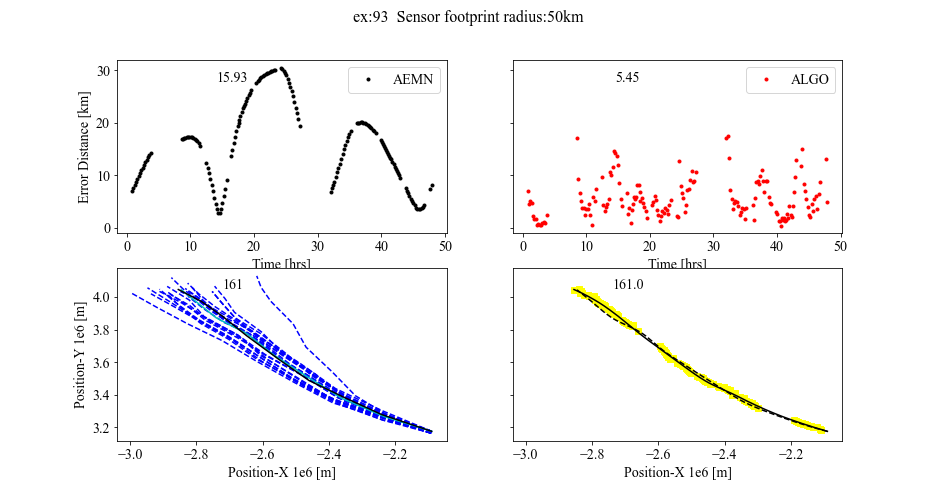 ex:93 Sensor footprint radius:50km
15.93
AEMN
5.45
ALGO
Error Distance [km]
30
20
10
0
0 10 20 30 40 50
0 10 20 30 40 50
Time [hrs]
Time [hrs]
161
161.0
Position-Y 1e6 [m]
4.0
3.8
3.6
3.4
3.2
−3.0 −2.8 −2.6 −2.4 −2.2
−3.0 −2.8 −2.6 −2.4 −2.2
Position-X 1e6 [m]
Position-X 1e6 [m]